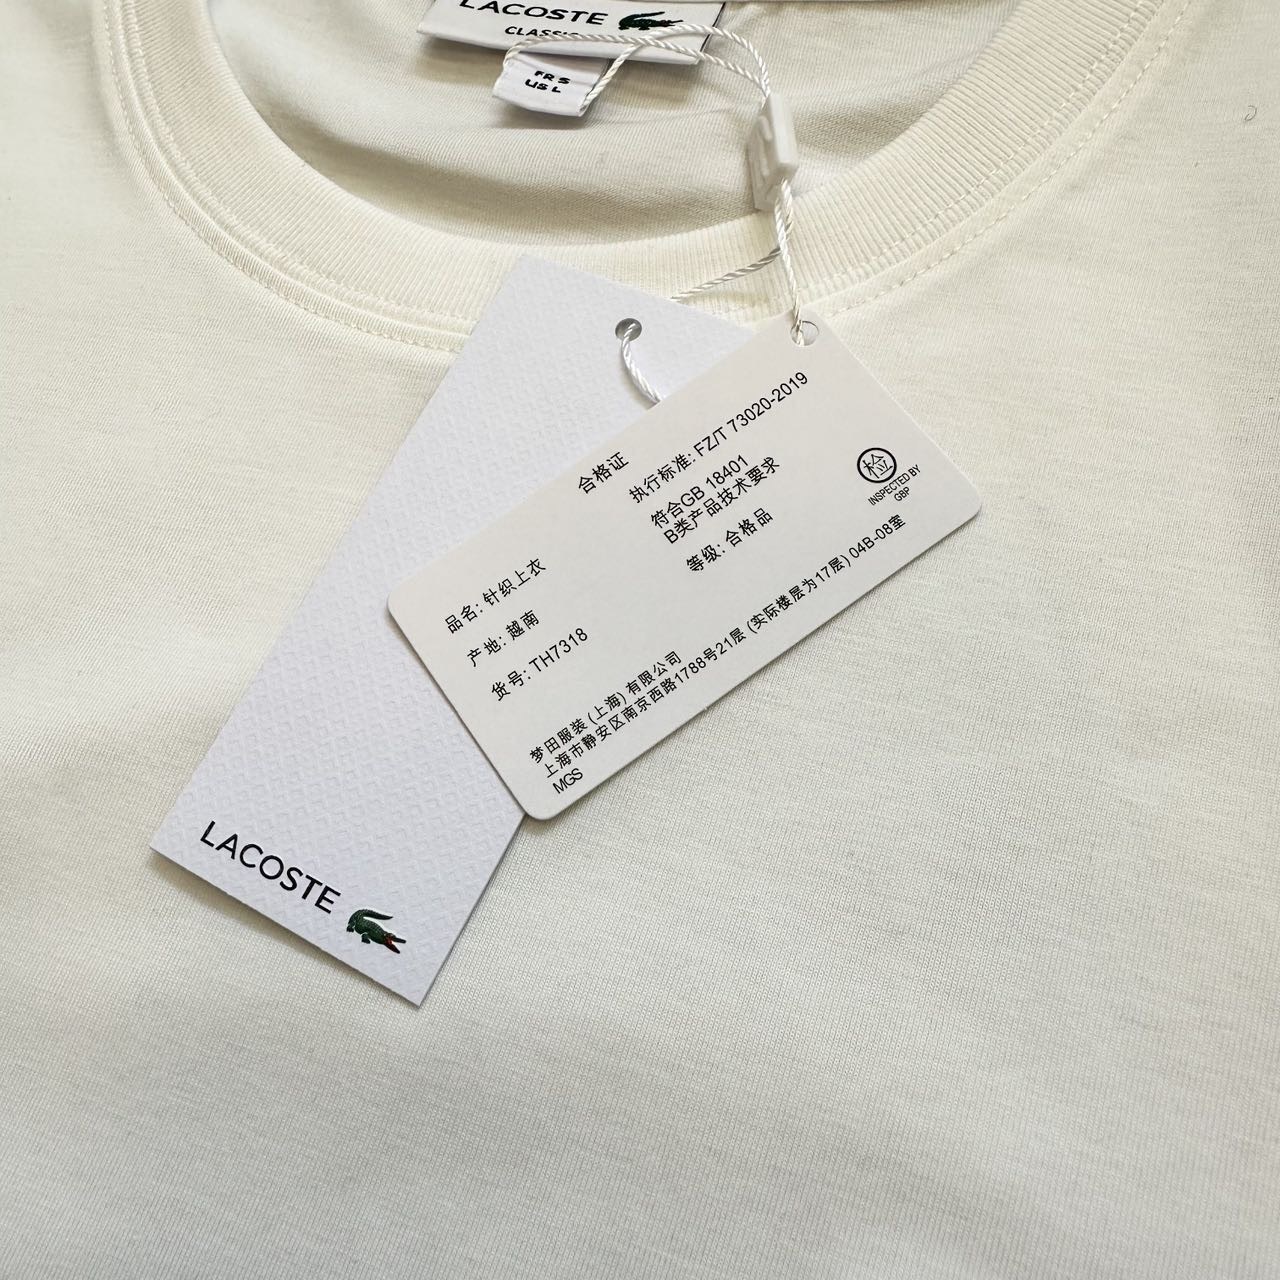 LACOSTE
CLASSIC
FR S
US L
合格证
执行标准: FZ/T 73020-2019
符合GB 18401
B类产品技术要求
等级: 合格品
检
INSPECTED BY
GBP
品名: 针织上衣
产地: 越南
货号: TH7318
梦田服装 (上海) 有限公司
上海市静安区南京西路1788号21层 (实际楼层为17层) 04B-08室
MGS
LACOSTE